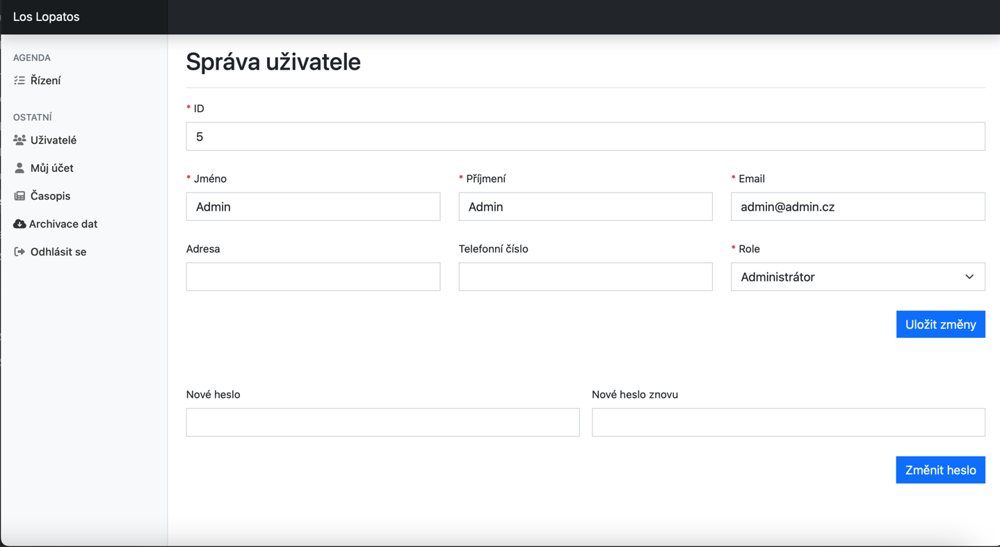 Los Lopatos
AGENDA
Řízení
OSTATNÍ
Uživatelé
Můj účet
Časopis
Archivace dat
Odhlásit se
Správa uživatele
* ID
5
* Jméno
Admin
* Příjmení
Admin
* Email
admin@admin.cz
Adresa
Telefonní číslo
* Role
Administrátor
Uložit změny
Nové heslo
Nové heslo znovu
Změnit heslo